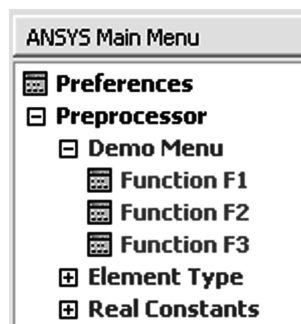 ANSYS Main Menu
Preferences
Preprocessor
Demo Menu
Function F1
Function F2
Function F3
Element Type
Real Constants